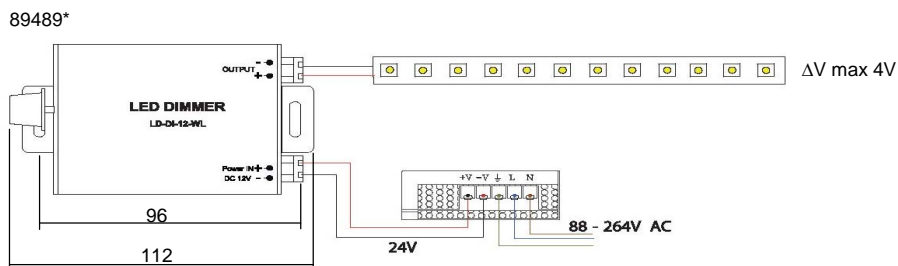 89489*
OUTPUT - +
LED DIMMER
LD-DI-12-WL
Power IN +
DC 12V -
ΔV max 4V
+V -V ⏚ L N
88 - 264V AC
24V
96
112